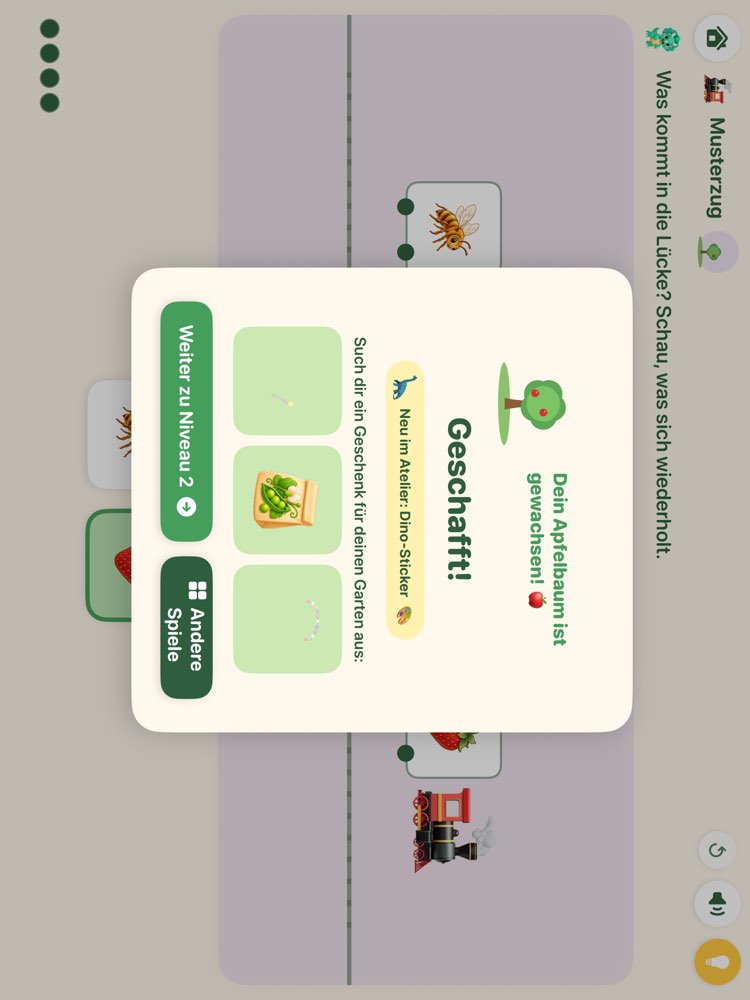 Musterzug
Was kommt in die Lücke? Schau, was sich wiederholt.
Dein Apfelbaum ist
gewachsen!
Geschafft!
Neu im Atelier: Dino-Sticker
Such dir ein Geschenk für deinen Garten aus:
Weiter zu Niveau 2
Andere
Spiele